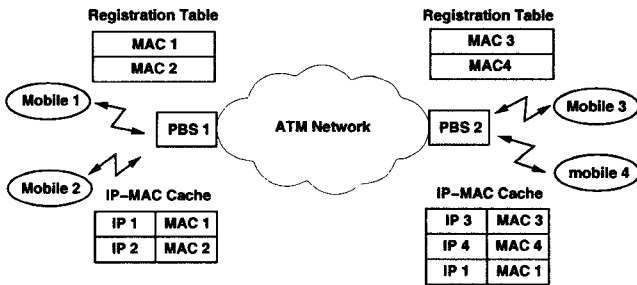 Registration Table
MAC 1
MAC 2
Registration Table
MAC 3
MAC4
Mobile 1
PBS 1
ATM Network
PBS 2
Mobile 3
Mobile 2
mobile 4
IP-MAC Cache
IP 1 MAC 1
IP 2 MAC 2
IP-MAC Cache
IP 3 MAC 3
IP 4 MAC 4
IP 1 MAC 1